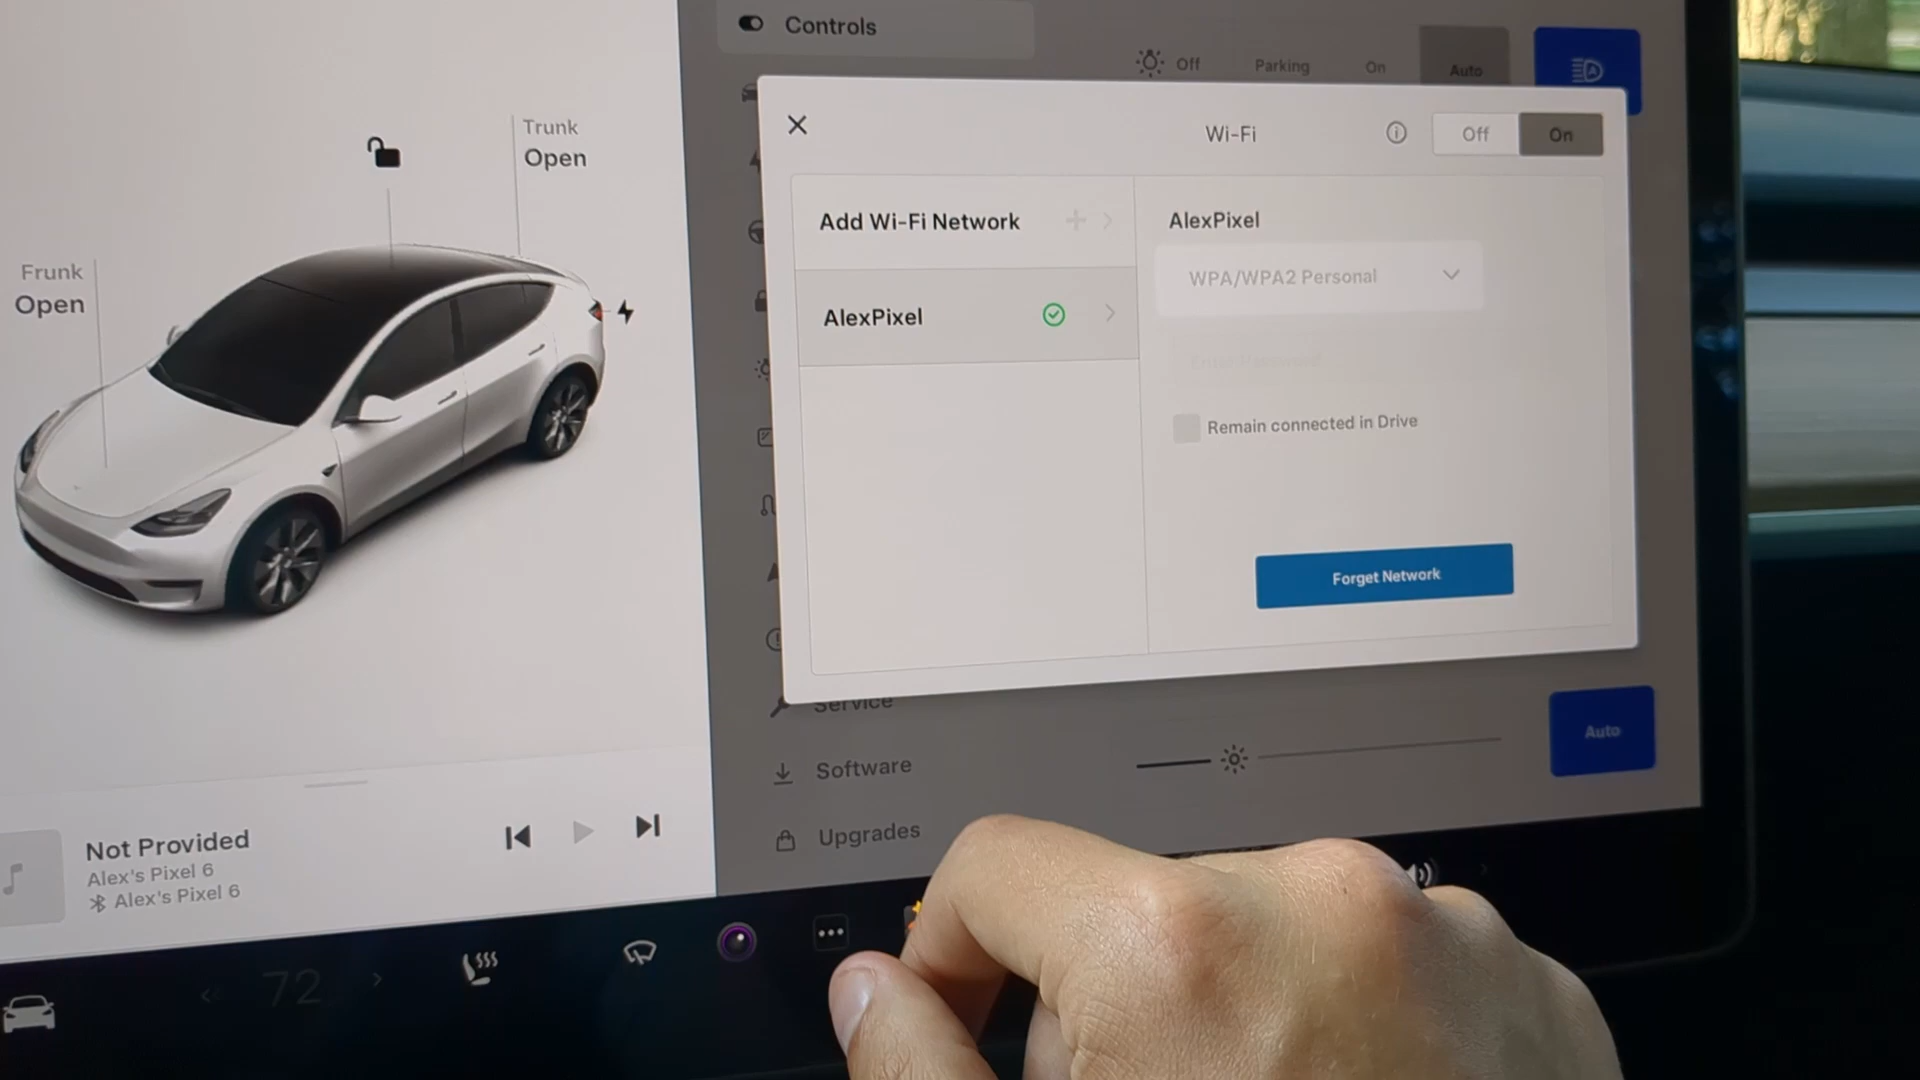 Controls
Off
Parking
On
Auto
Trunk
Open
Frunk
Open
Wi-Fi
Off
On
Add Wi-Fi Network
AlexPixel
AlexPixel
WPA/WPA2 Personal
Remain connected in Drive
Forget Network
Service
Software
Auto
Upgrades
Not Provided
Alex's Pixel 6
Alex's Pixel 6
72